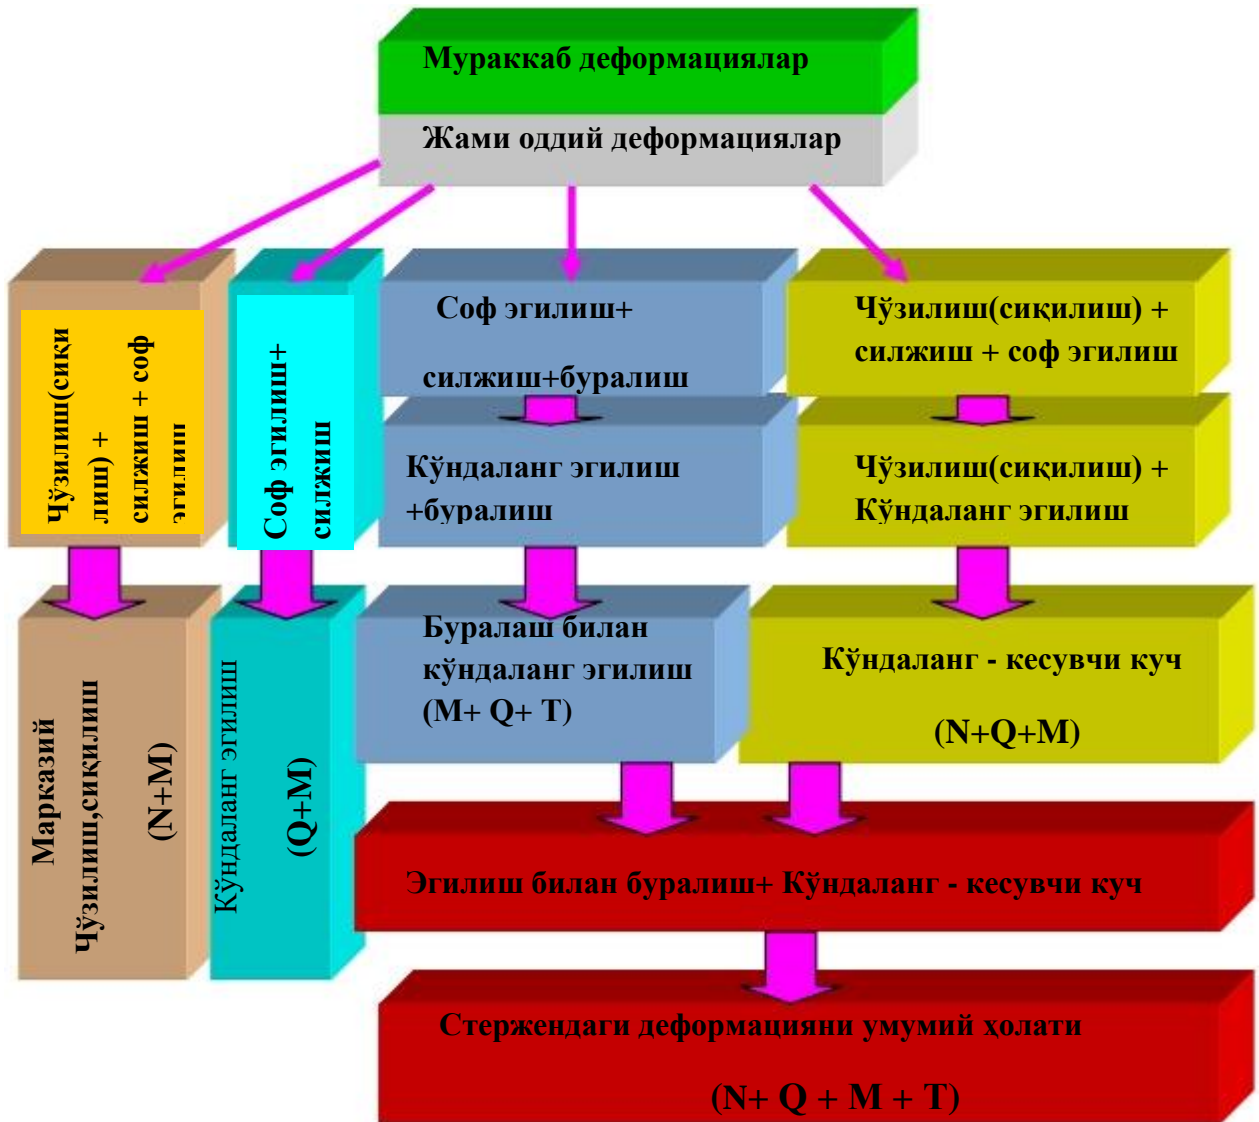 Мураккаб деформациялар
Жами оддий деформациялар
Чўзилиш(сиқи
лиш) +
силжиш + соф
эгилиш
Соф эгилиш+
силжиш
Соф эгилиш+
силжиш+буралиш
Чўзилиш(сиқилиш) +
силжиш + соф эгилиш
Кўндаланг эгилиш
+буралиш
Чўзилиш(сиқилиш) +
Кўндаланг эгилиш
Марказий
Чўзилиш,сиқилиш
(N+M)
Кўндаланг эгилиш
(Q+M)
Буралаш билан
кўндаланг эгилиш
(M+ Q+ T)
Кўндаланг - кесувчи куч
(N+Q+M)
Эгилиш билан буралиш+ Кўндаланг - кесувчи куч
Стержендаги деформацияни умумий ҳолати
(N+ Q + M + T)